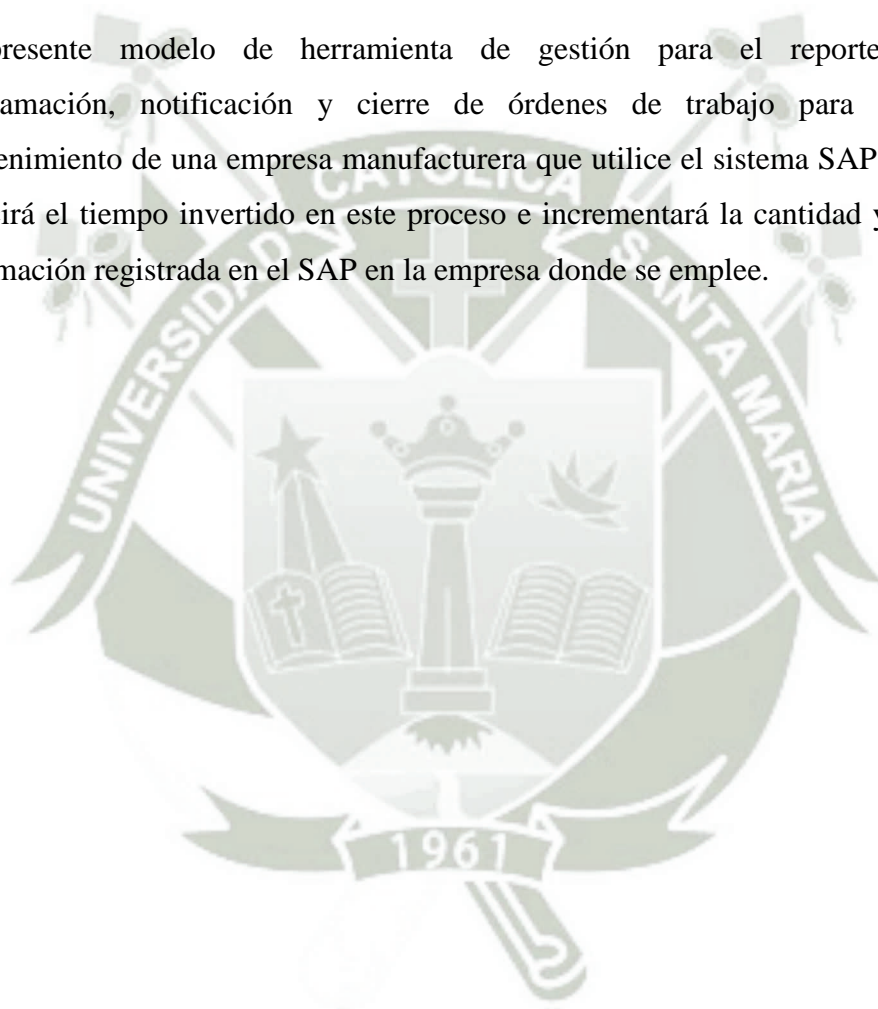 presente modelo de herramienta de gestión para el reporte
amación, notificación y cierre de órdenes de trabajo para
enimiento de una empresa manufacturera que utilice el sistema SAP
irá el tiempo invertido en este proceso e incrementará la cantidad y
mación registrada en el SAP en la empresa donde se emplee.
UNIVERSIDAD CATOLICA SANTA MARIA
1961